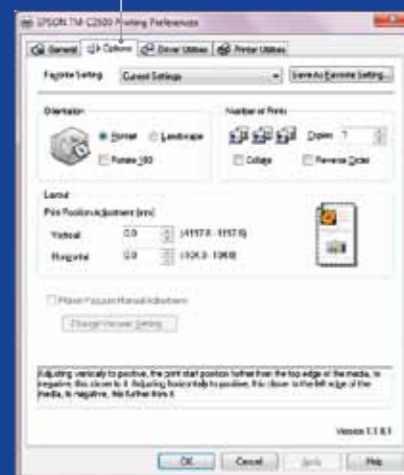 EPSON TM-C3500 Printing Preferences
General Options Driver Utilities Printer Utilities
Favorite Setting Current Settings Save As Favorite Setting...
Orientation Number of Prints
Portrait Landscape Copies 1
Rotate 180 Collate Reverse Order
Layout
Print Position Adjustment [mm]
Vertical 0.0
Horizontal 0.0
Manual Adjustment
Adjusting vertically to positive, the print start position further from the top edge of the media, to
negative, this closer to it. Adjusting horizontally to positive, this closer to the left edge of the
media, to negative, this further from it.
Version
OK Cancel Apply Help